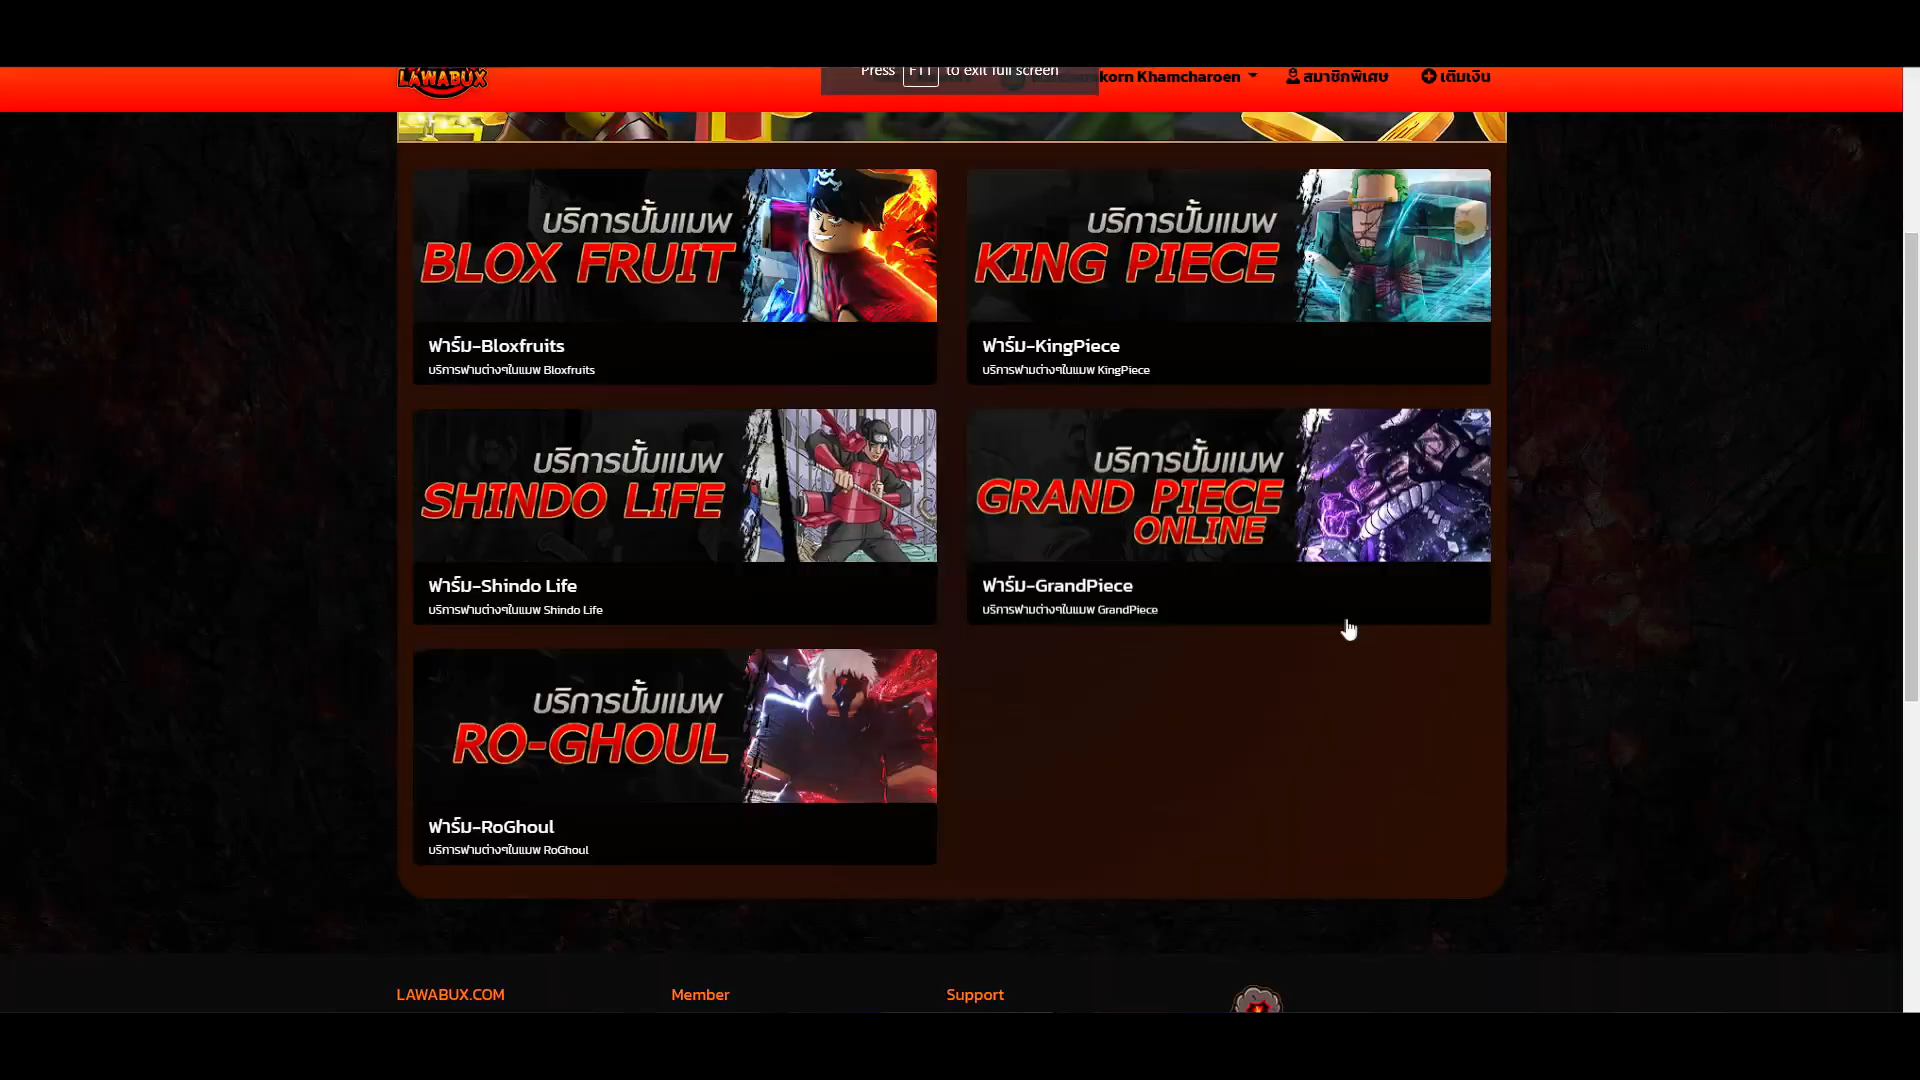 LAWABUX
Press F11 to exit full screen
korn Khamcharoen
สมาชิกพิเศษ
เติมเงิน
บริการปั้มแมพ
BLOX FRUIT
ฟาร์ม-Bloxfruits
บริการฟามต่างๆในแมพ Bloxfruits
บริการปั้มแมพ
KING PIECE
ฟาร์ม-KingPiece
บริการฟามต่างๆในแมพ KingPiece
บริการปั้มแมพ
SHINDO LIFE
ฟาร์ม-Shindo Life
บริการฟามต่างๆในแมพ Shindo Life
บริการปั้มแมพ
GRAND PIECE
ONLINE
ฟาร์ม-GrandPiece
บริการฟามต่างๆในแมพ GrandPiece
บริการปั้มแมพ
RO-GHOUL
ฟาร์ม-RoGhoul
บริการฟามต่างๆในแมพ RoGhoul
LAWABUX.COM
Member
Support